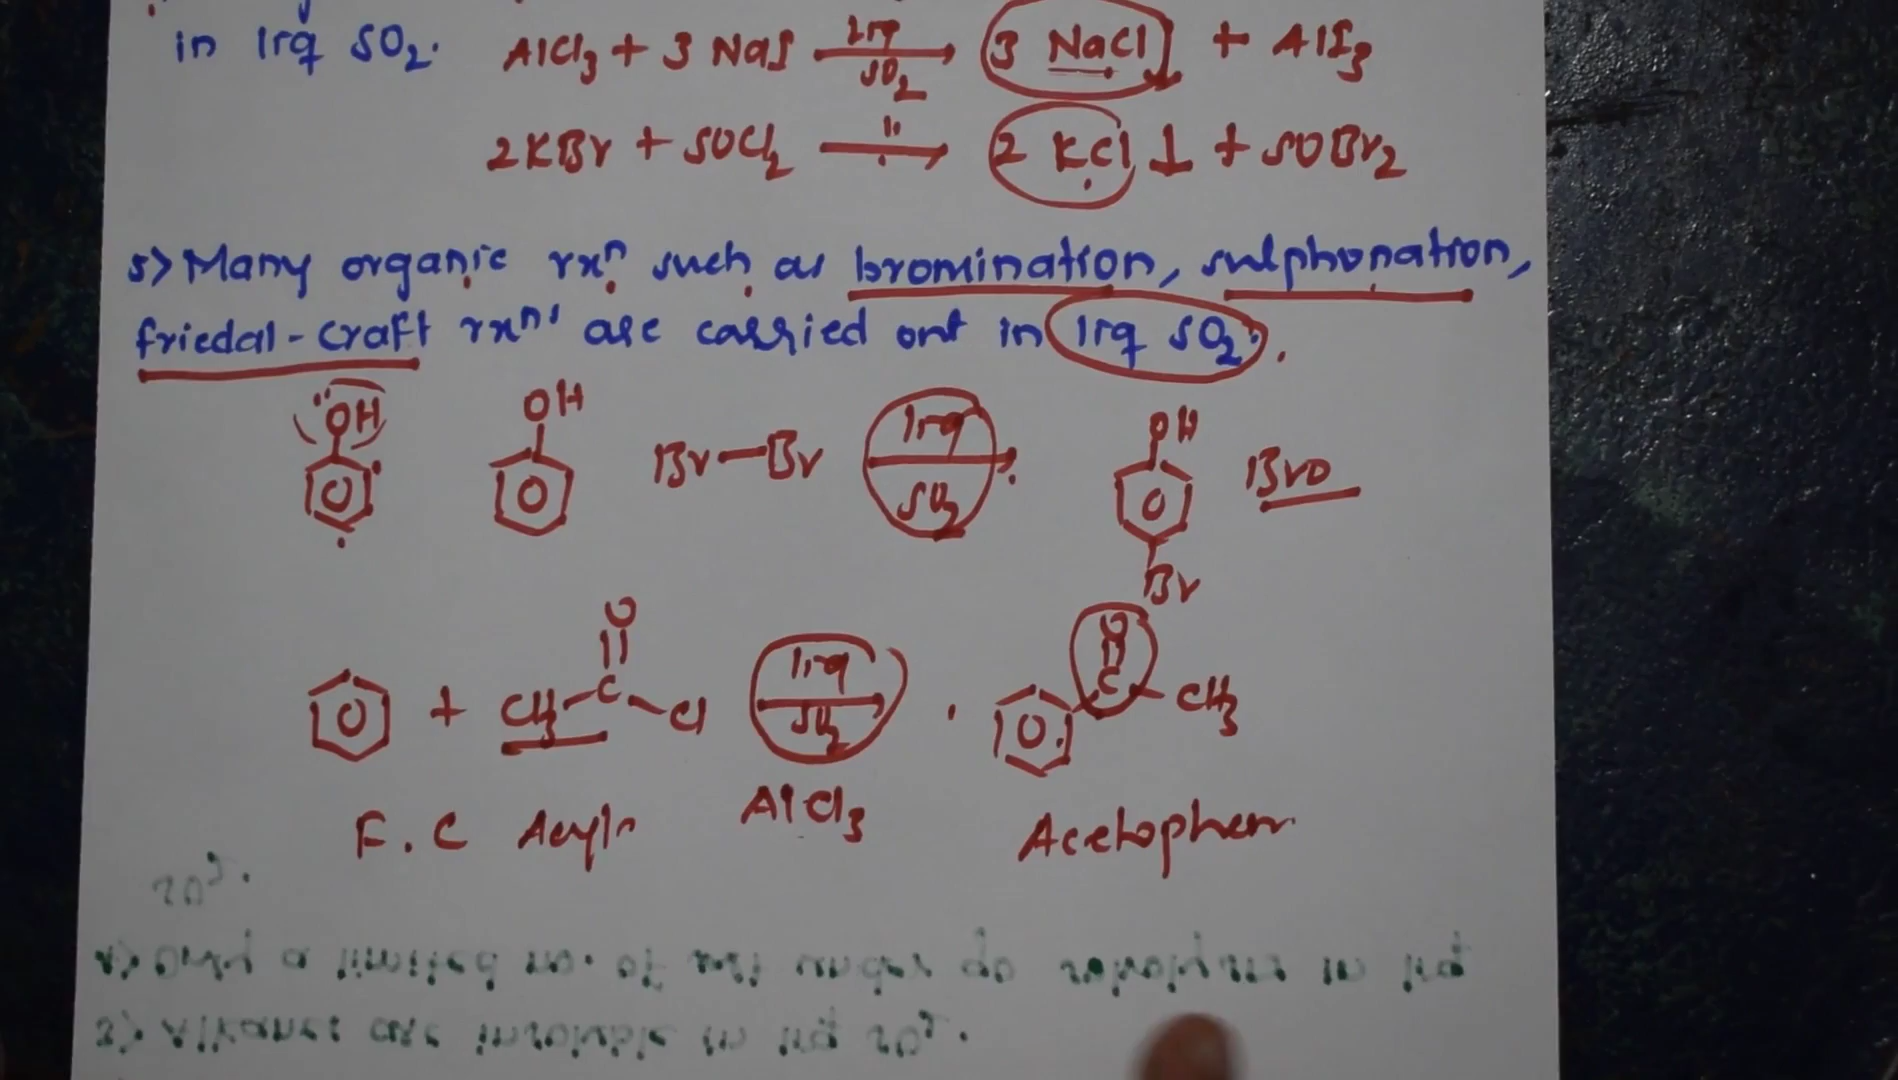 in liq SO₂. AlCl₃ + 3 NaI liq SO₂ → 3 NaCl ↓ + AlI₃
2KBr + SOCl₂ " → 2 KCl ↓ + SOBr₂
5> Many organic rxⁿ such as bromination, sulphonation,
friedal-craft rxⁿˢ are carried out in liq SO₂.
OH OH Br—Br liq SO₂ → OH Bro
Br
O O
+ CH₃ C Cl liq SO₂ → C CH₃
F.C Acyln AlCl₃ Acetophen